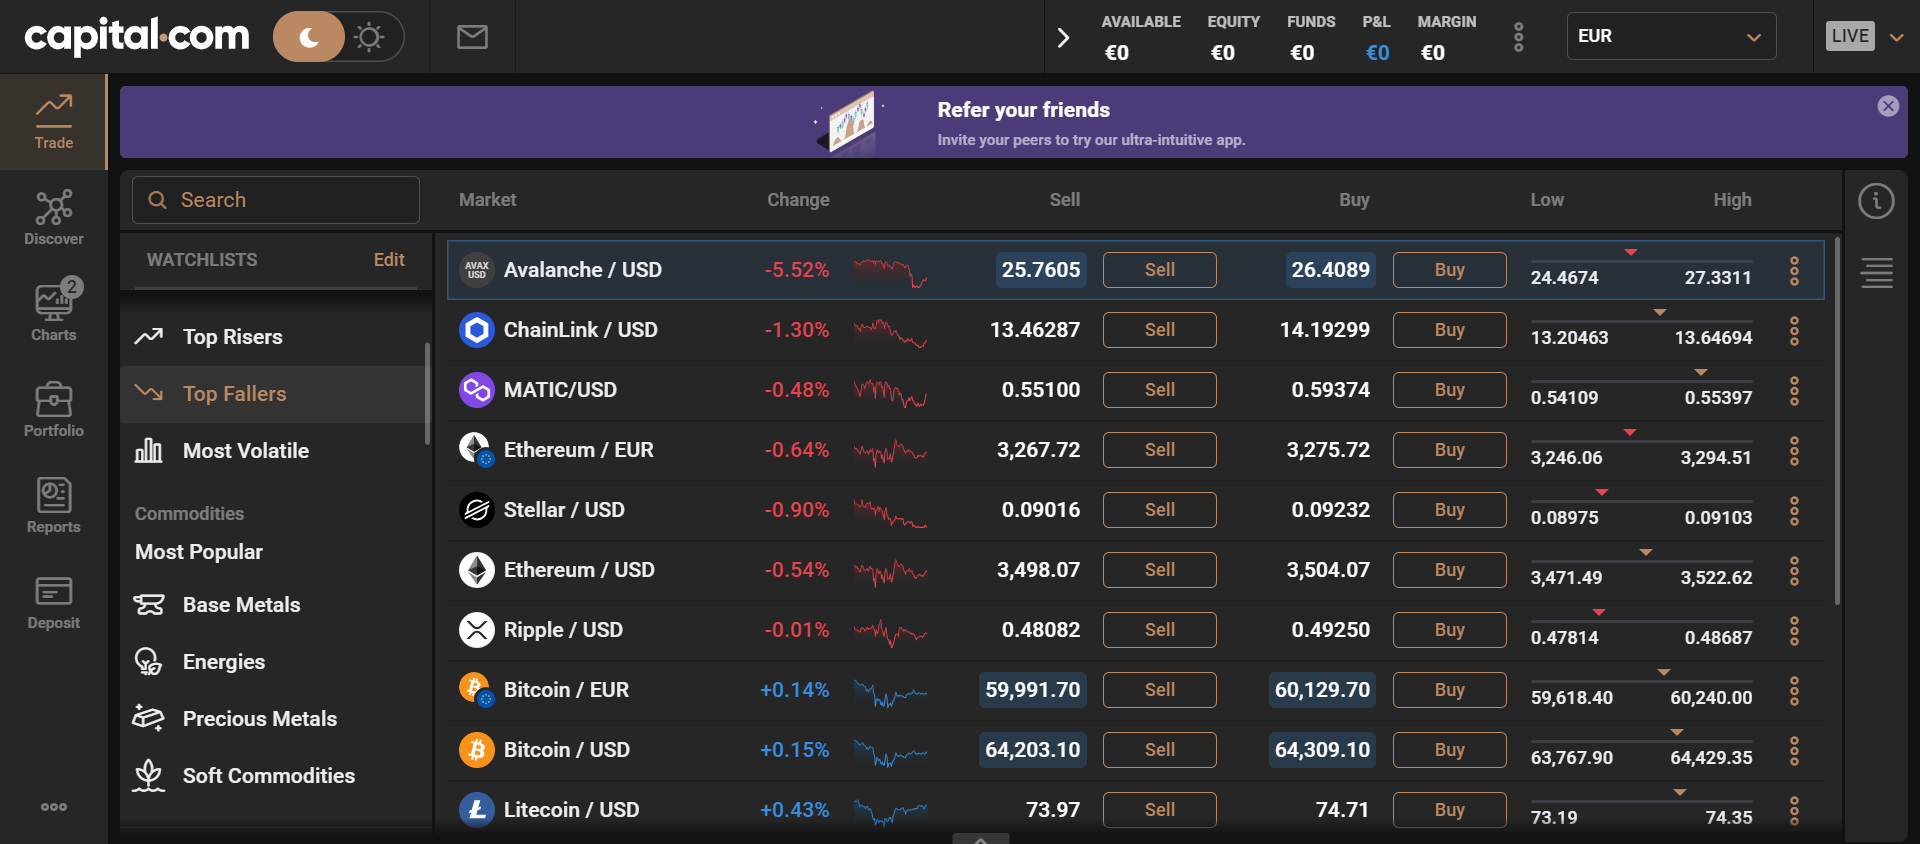 capital.com
AVAILABLE EQUITY FUNDS P&L MARGIN
€0 €0 €0 €0 €0
EUR
LIVE
Trade
Discover
2
Charts
Portfolio
Reports
Deposit
Refer your friends
Invite your peers to try our ultra-intuitive app.
Search
WATCHLISTS Edit
Top Risers
Top Fallers
Most Volatile
Commodities
Most Popular
Base Metals
Energies
Precious Metals
Soft Commodities
Market Change Sell Buy Low High
AVAX USD Avalanche / USD -5.52% 25.7605 Sell 26.4089 Buy 24.4674 27.3311
ChainLink / USD -1.30% 13.46287 Sell 14.19299 Buy 13.20463 13.64694
MATIC/USD -0.48% 0.55100 Sell 0.59374 Buy 0.54109 0.55397
Ethereum / EUR -0.64% 3,267.72 Sell 3,275.72 Buy 3,246.06 3,294.51
Stellar / USD -0.90% 0.09016 Sell 0.09232 Buy 0.08975 0.09103
Ethereum / USD -0.54% 3,498.07 Sell 3,504.07 Buy 3,471.49 3,522.62
Ripple / USD -0.01% 0.48082 Sell 0.49250 Buy 0.47814 0.48687
Bitcoin / EUR +0.14% 59,991.70 Sell 60,129.70 Buy 59,618.40 60,240.00
Bitcoin / USD +0.15% 64,203.10 Sell 64,309.10 Buy 63,767.90 64,429.35
Litecoin / USD +0.43% 73.97 Sell 74.71 Buy 73.19 74.35